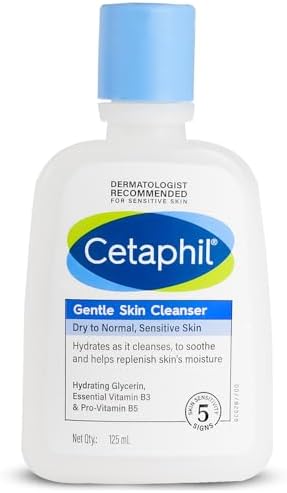 DERMATOLOGIST
RECOMMENDED
FOR SENSITIVE SKIN
Cetaphil®
Gentle Skin Cleanser
Dry to Normal, Sensitive Skin
Hydrates as it cleanses, to soothe
and helps replenish skin's moisture
Hydrating Glycerin,
Essential Vitamin B3
& Pro-Vitamin B5
SKIN SENSITIVITY
5
SIGNS
Net Qty.: 125 mL